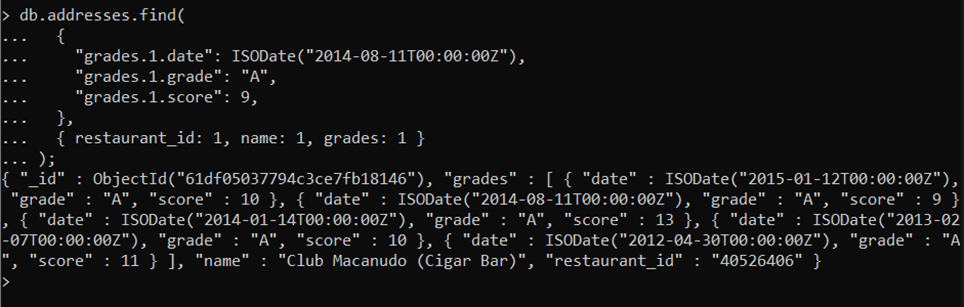 > db.addresses.find(
...   {
...     "grades.1.date": ISODate("2014-08-11T00:00:00Z"),
...     "grades.1.grade": "A",
...     "grades.1.score": 9,
...   },
...   { restaurant_id: 1, name: 1, grades: 1 }
... );
{ "_id" : ObjectId("61df05037794c3ce7fb18146"), "grades" : [ { "date" : ISODate("2015-01-12T00:00:00Z"),
 "grade" : "A", "score" : 10 }, { "date" : ISODate("2014-08-11T00:00:00Z"), "grade" : "A", "score" : 9 }
, { "date" : ISODate("2014-01-14T00:00:00Z"), "grade" : "A", "score" : 13 }, { "date" : ISODate("2013-02
-07T00:00:00Z"), "grade" : "A", "score" : 10 }, { "date" : ISODate("2012-04-30T00:00:00Z"), "grade" : "A
", "score" : 11 } ], "name" : "Club Macanudo (Cigar Bar)", "restaurant_id" : "40526406" }
>